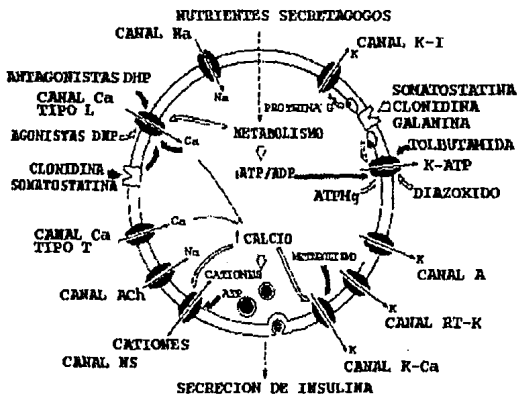 NUTRIENTES SECRETAGOGOS
CANAL Na
CANAL K-I
K
Na
ANTAGONISTAS DHP
CANAL Ca
TIPO L
PROTEINA G
SOMATOSTATINA
CLONIDINA
GALANINA
AGONISTAS DHP
Ca
METABOLISMO
TOLBUTAMIDA
K-ATP
ATP/ADP
CLONIDINA
SOMATOSTATINA
ATPMg
DIAZOXIDO
CANAL Ca
TIPO T
Ca
CALCIO
Na
METABOLISMO
K
CANAL A
CATIONES
CANAL ACh
ATP
K
CANAL RT-K
CATIONES
CANAL NS
K
CANAL K-Ca
SECRECION DE INSULINA